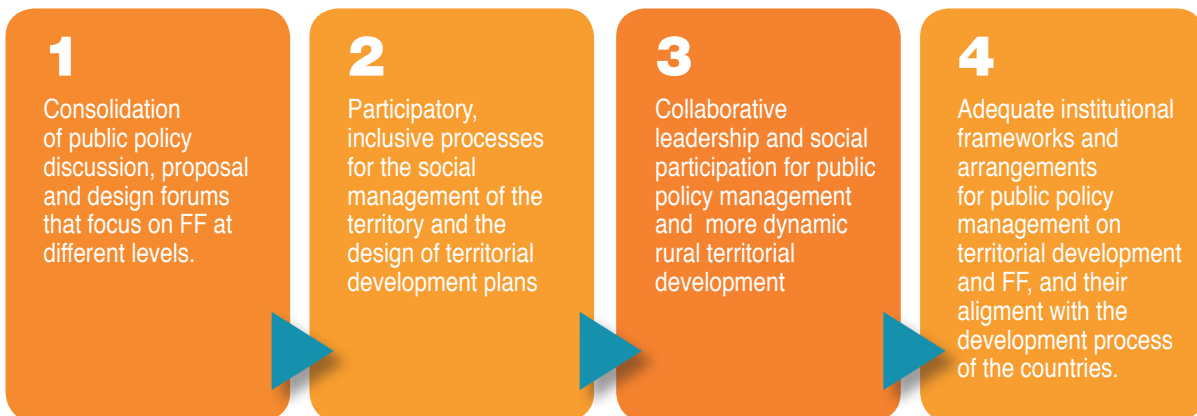 1
Consolidation
of public policy
discussion, proposal
and design forums
that focus on FF at
different levels.
2
Participatory,
inclusive processes
for the social
management of the
territory and the
design of territorial
development plans
3
Collaborative
leadership and social
participation for public
policy management
and more dynamic
rural territorial
development
4
Adequate institutional
frameworks and
arrangements
for public policy
management on
territorial development
and FF, and their
aligment with the
development process
of the countries.